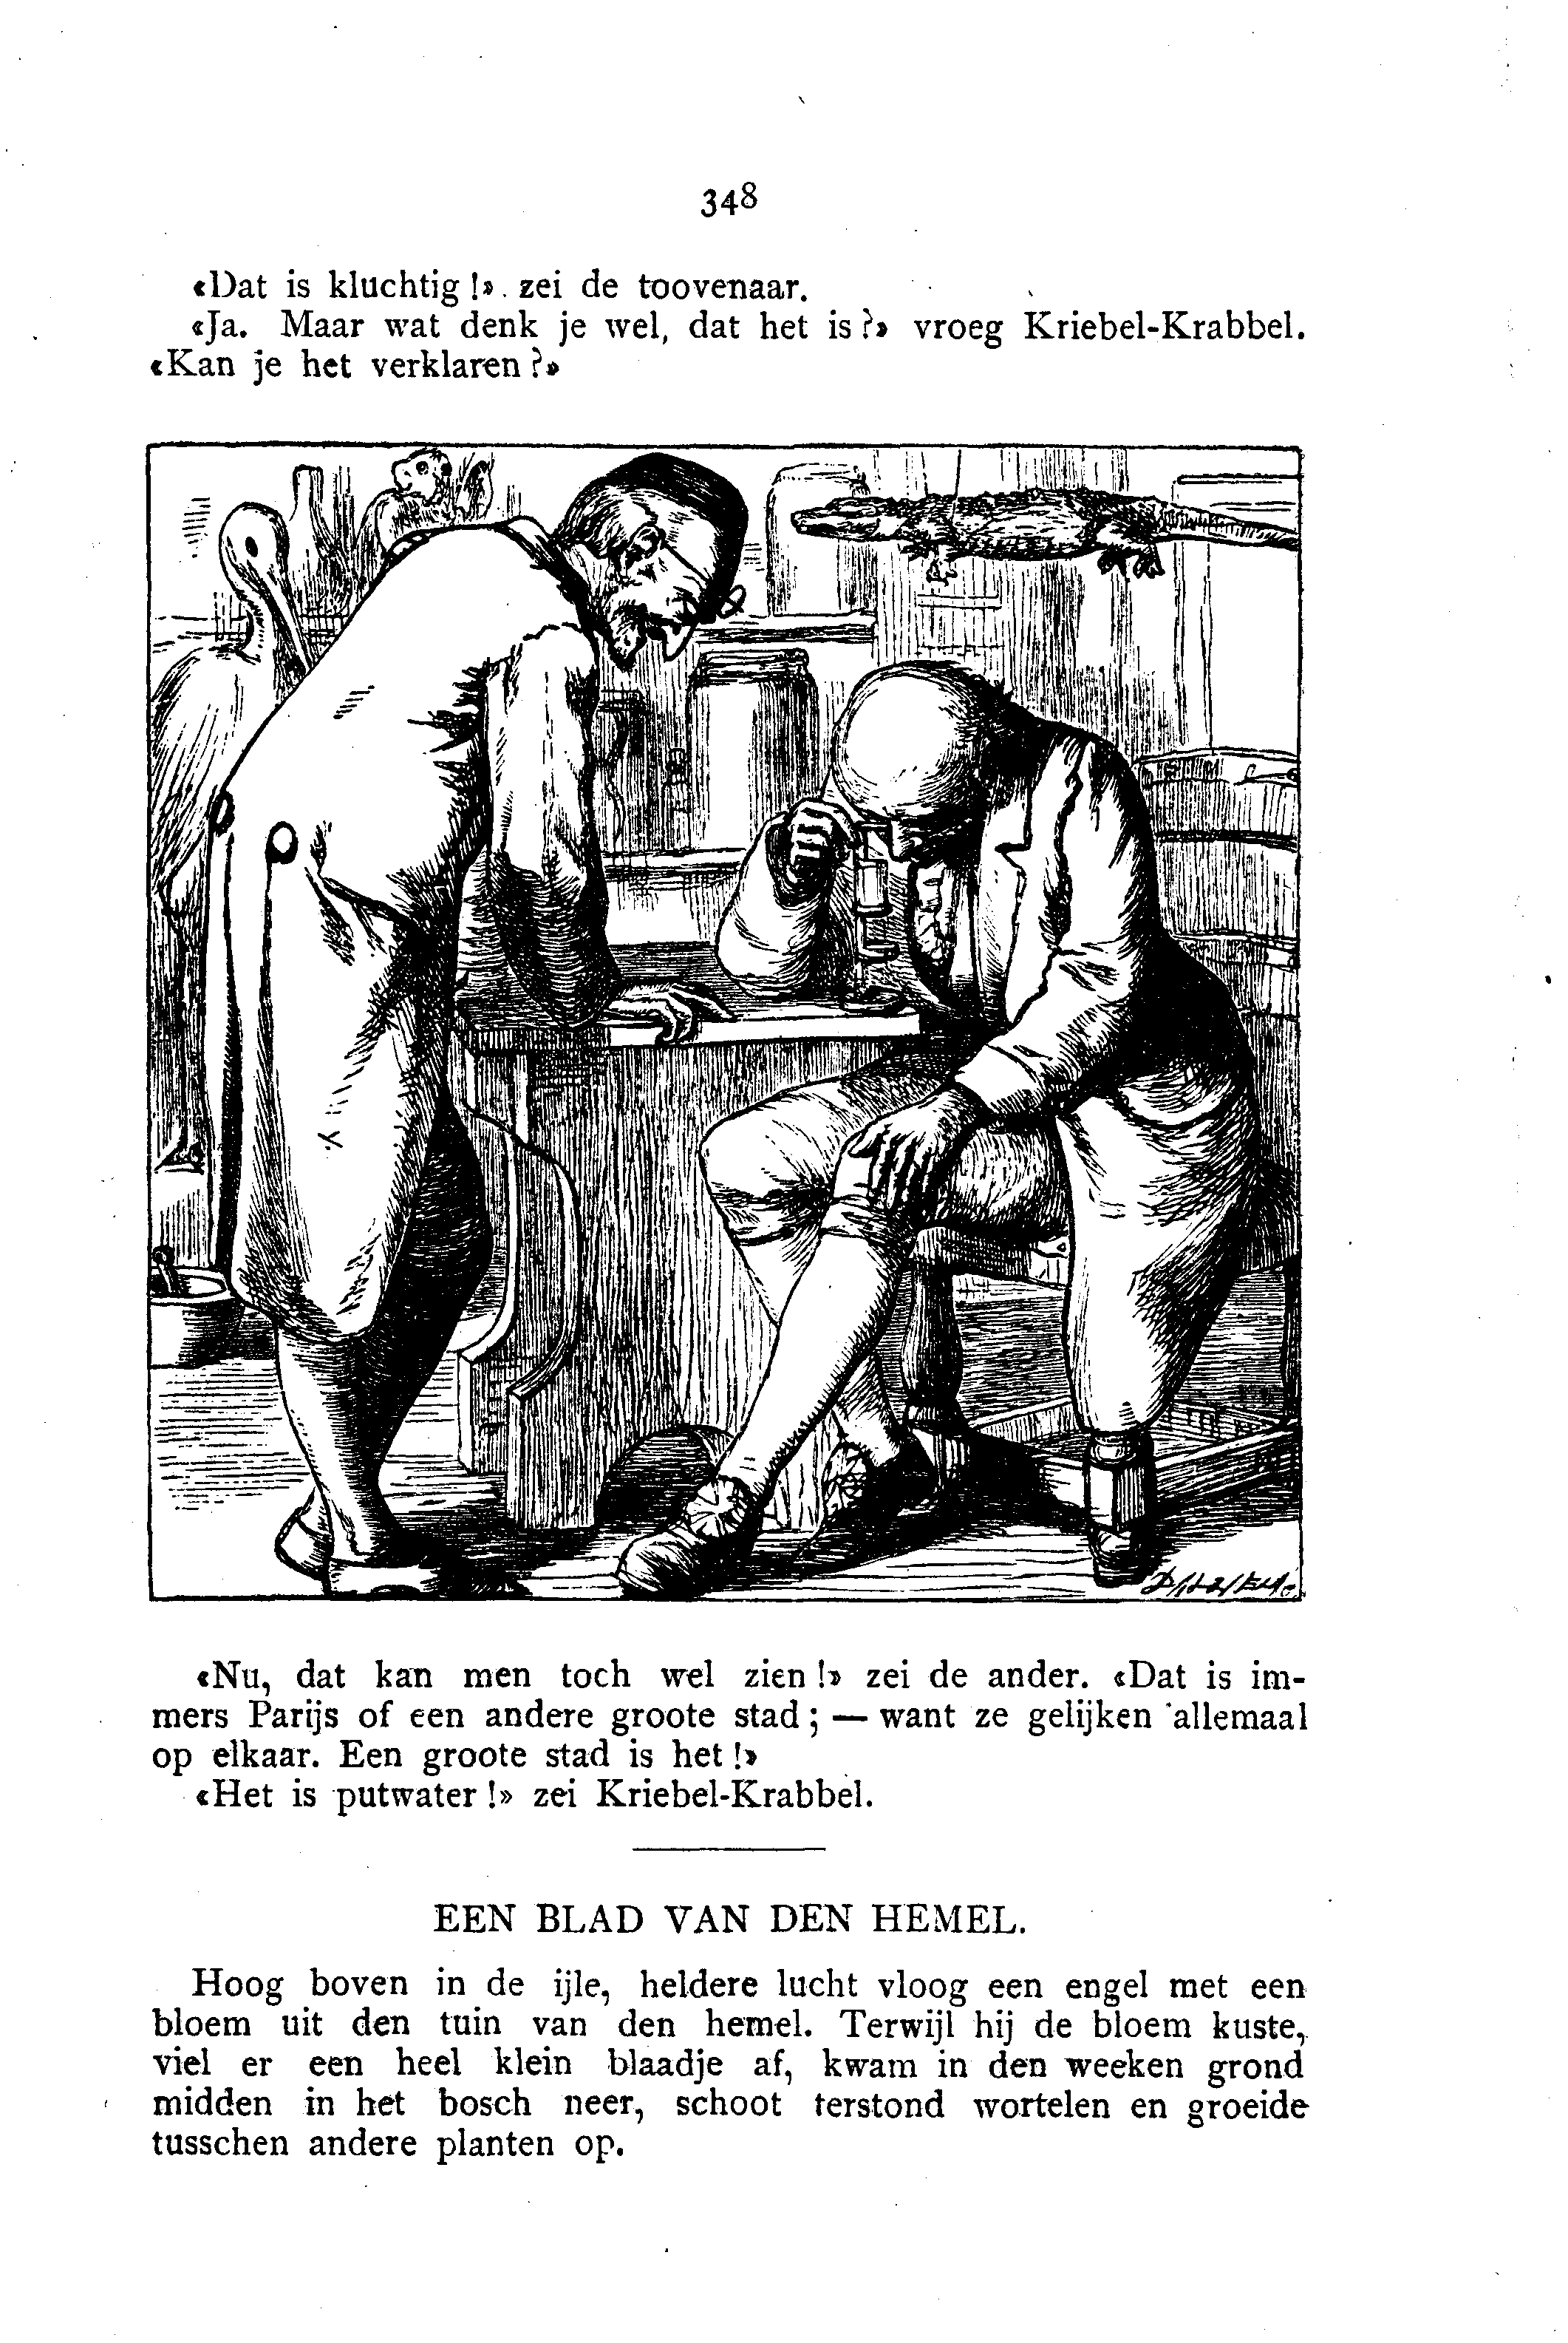 348
«Dat is kluchtig!» zei de toovenaar.
«Ja. Maar wat denk je wel, dat het is?» vroeg Kriebel-Krabbel.
«Kan je het verklaren?»
«Nu, dat kan men toch wel zien!» zei de ander. «Dat is im-
mers Parijs of een andere groote stad; — want ze gelijken allemaal
op elkaar. Een groote stad is het!»
«Het is putwater!» zei Kriebel-Krabbel.
EEN BLAD VAN DEN HEMEL.
Hoog boven in de ijle, heldere lucht vloog een engel met een
bloem uit den tuin van den hemel. Terwijl hij de bloem kuste,
viel er een heel klein blaadje af, kwam in den weeken grond
midden in het bosch neer, schoot terstond wortelen en groeide
tusschen andere planten op.